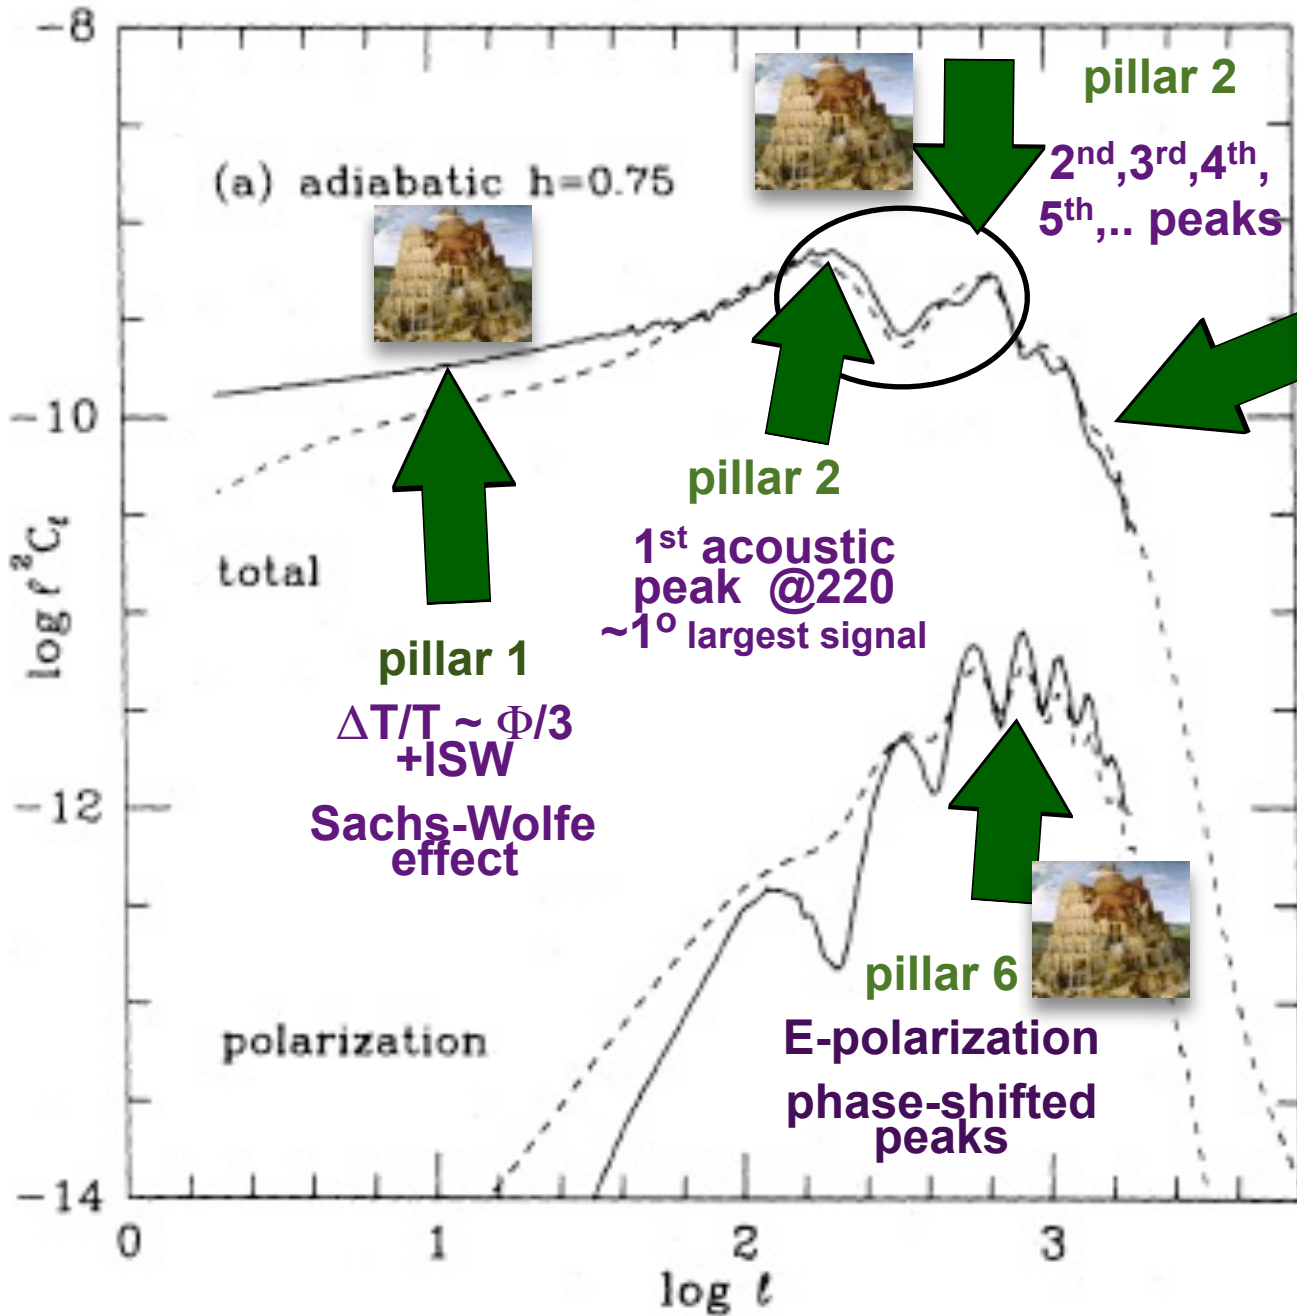 -8
pillar 2
2nd,3rd,4th,
5th,.. peaks
(a) adiabatic h=0.75
-10
pillar 2
1st acoustic
peak @220
~1o largest signal
total
log ℓ²Cℓ
pillar 1
ΔT/T ~ Φ/3
+ISW
Sachs-Wolfe
effect
-12
pillar 6
polarization
E-polarization
phase-shifted
peaks
-14
0 1 2 3
log ℓ